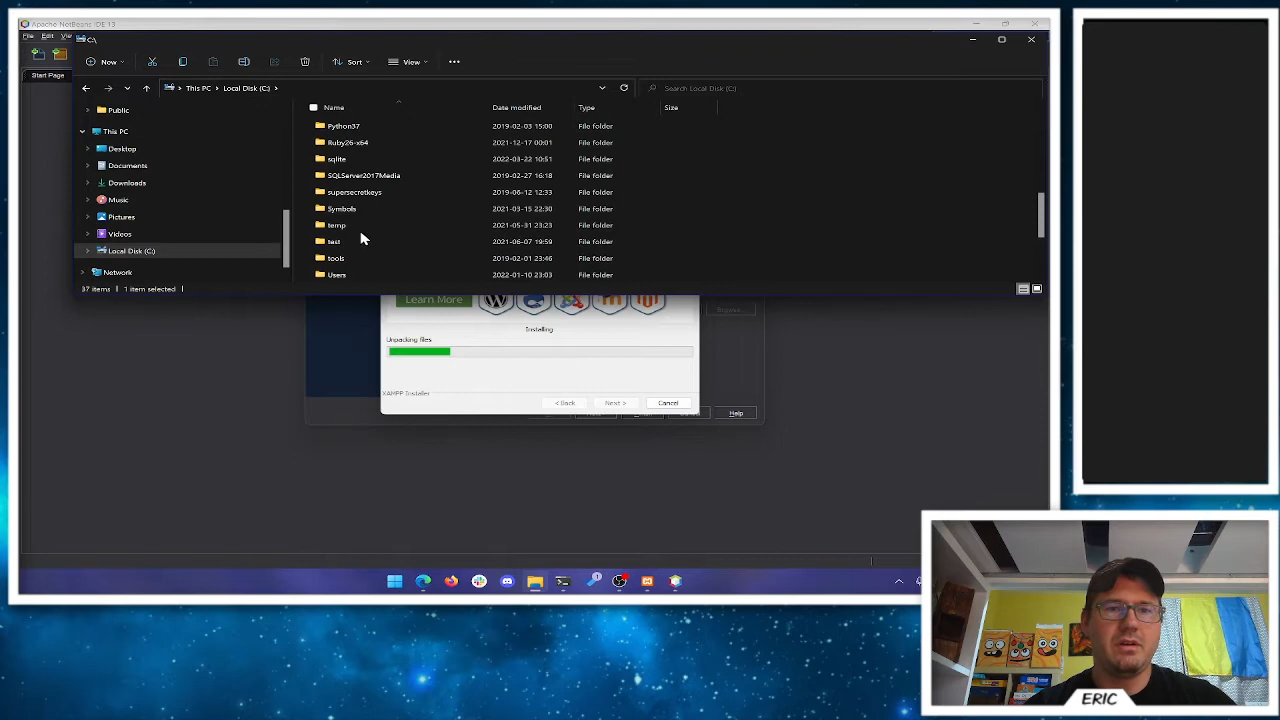 Apache NetBeans IDE 13
File Edit Vi
C:\
New Sort View
This PC Local Disk (C:)
Search Local Disk (C:)
Start Page
Name Date modified Type Size
Public
This PC
Desktop
Documents
Downloads
Music
Pictures
Videos
Local Disk (C:)
Network
Python37 2019-02-03 15:00 File folder
Ruby26-x64 2021-12-17 00:01 File folder
sqlite 2022-03-22 10:51 File folder
SQLServer2017Media 2019-02-27 16:18 File folder
supersecretkeys 2019-06-12 12:33 File folder
Symbols 2021-03-15 22:30 File folder
temp 2021-05-31 23:23 File folder
test 2021-06-07 19:59 File folder
tools 2019-02-01 23:46 File folder
Users 2022-01-10 23:03 File folder
37 items 1 item selected
Learn More
Installing
Unpacking files
XAMPP Installer
< Back Next > Cancel
Help
ERIC